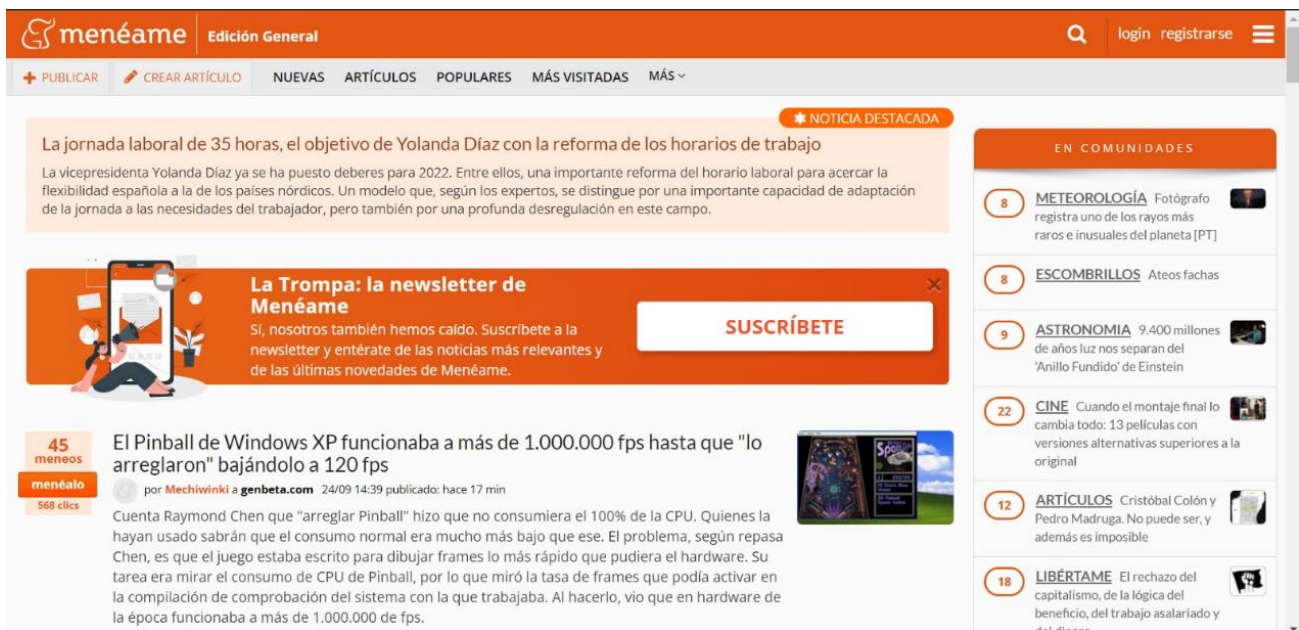 menéame Edición General login registrarse
PUBLICAR CREAR ARTÍCULO NUEVAS ARTÍCULOS POPULARES MÁS VISITADAS MÁS
NOTICIA DESTACADA
La jornada laboral de 35 horas, el objetivo de Yolanda Díaz con la reforma de los horarios de trabajo
La vicepresidenta Yolanda Díaz ya se ha puesto deberes para 2022. Entre ellos, una importante reforma del horario laboral para acercar la
flexibilidad española a la de los países nórdicos. Un modelo que, según los expertos, se distingue por una importante capacidad de adaptación
de la jornada a las necesidades del trabajador, pero también por una profunda desregulación en este campo.
La Trompa: la newsletter de
Menéame
Sí, nosotros también hemos caído. Suscríbete a la
newsletter y entérate de las noticias más relevantes y
de las últimas novedades de Menéame.
SUSCRÍBETE
45
meneos
menéalo
568 clics
El Pinball de Windows XP funcionaba a más de 1.000.000 fps hasta que "lo
arreglaron" bajándolo a 120 fps
por Mechiwinki a genbeta.com 24/09 14:39 publicado: hace 17 min
Cuenta Raymond Chen que "arreglar Pinball" hizo que no consumiera el 100% de la CPU. Quienes la
hayan usado sabrán que el consumo normal era mucho más bajo que ese. El problema, según repasa
Chen, es que el juego estaba escrito para dibujar frames lo más rápido que pudiera el hardware. Su
tarea era mirar el consumo de CPU de Pinball, por lo que miró la tasa de frames que podía activar en
la compilación de comprobación del sistema con la que trabajaba. Al hacerlo, vio que en hardware de
la época funcionaba a más de 1.000.000 de fps.
EN COMUNIDADES
8 METEOROLOGÍA Fotógrafo
registra uno de los rayos más
raros e inusuales del planeta [PT]
8 ESCOMBRILLOS Ateos fachas
9 ASTRONOMIA 9.400 millones
de años luz nos separan del
'Anillo Fundido' de Einstein
22 CINE Cuando el montaje final lo
cambia todo: 13 películas con
versiones alternativas superiores a la
original
12 ARTÍCULOS Cristóbal Colón y
Pedro Madruga. No puede ser, y
además es imposible
18 LIBÉRTAME El rechazo del
capitalismo, de la lógica del
beneficio, del trabajo asalariado y
del dinero